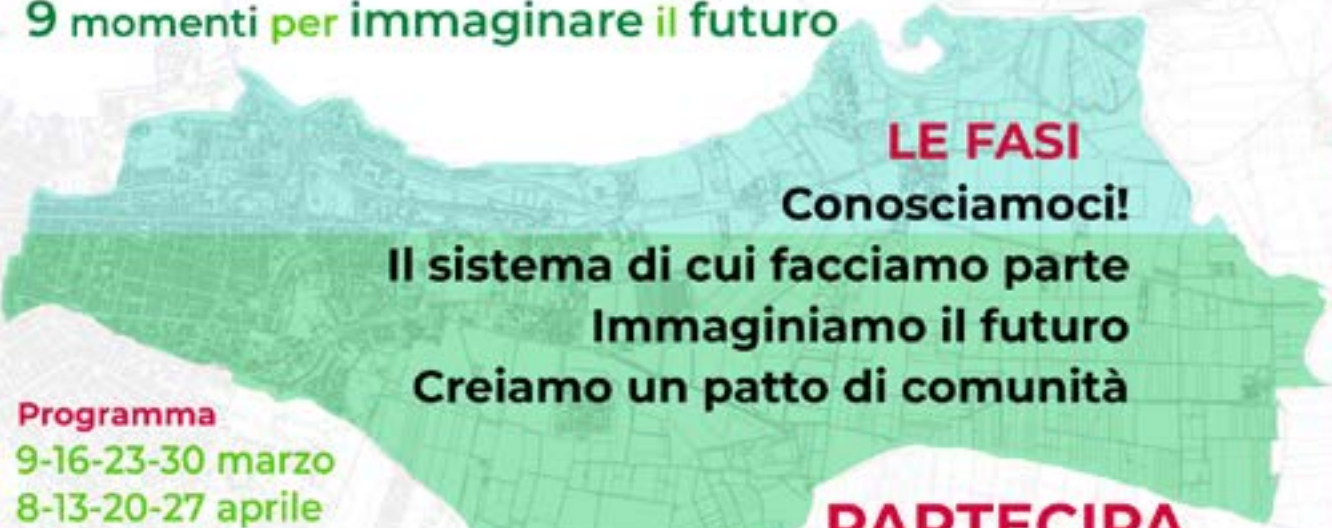 9 momenti per immaginare il futuro
LE FASI
Conosciamoci!
Il sistema di cui facciamo parte
Immaginiamo il futuro
Creiamo un patto di comunità
Programma
9-16-23-30 marzo
8-13-20-27 aprile
PARTECIPA